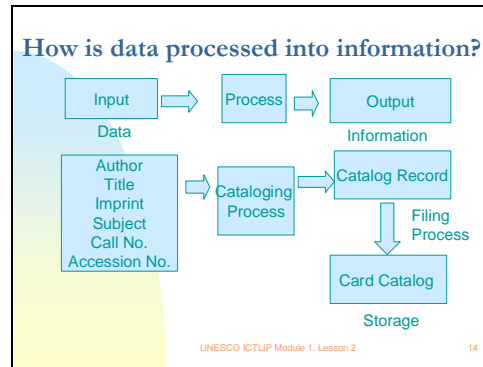 How is data processed into information?
Input
Process
Output
Data
Information
Author
Title
Imprint
Subject
Call No.
Accession No.
Cataloging
Process
Catalog Record
Filing
Process
Card Catalog
Storage
UNESCO ICTLIP Module 1. Lesson 2
14